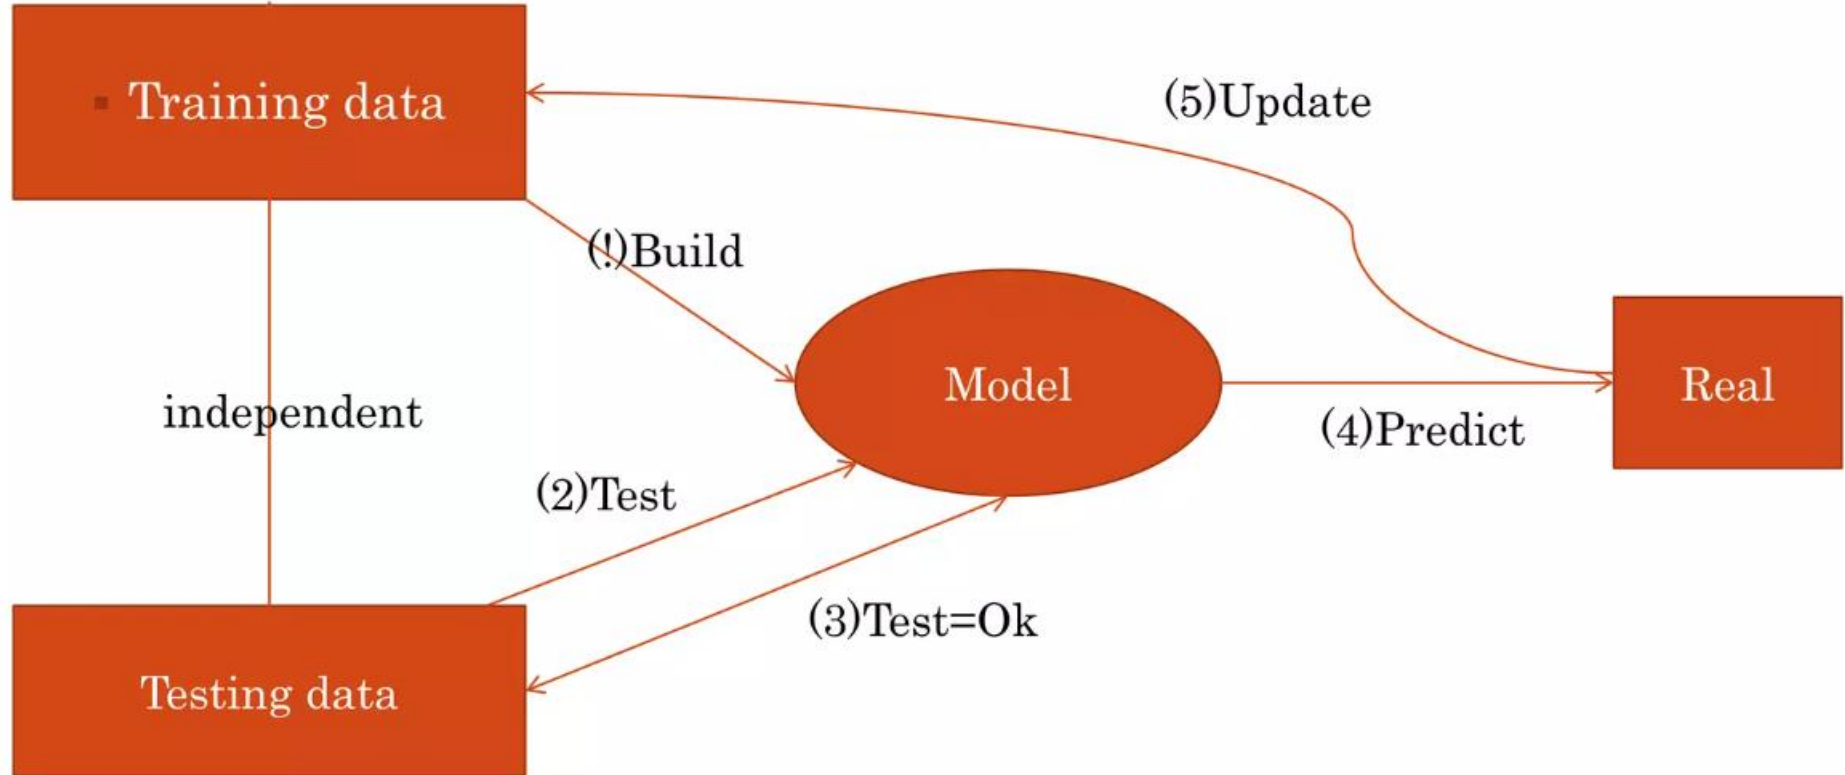 ▪ Training data
(5)Update
(!)Build
Model
Real
independent
(4)Predict
(2)Test
(3)Test=Ok
Testing data